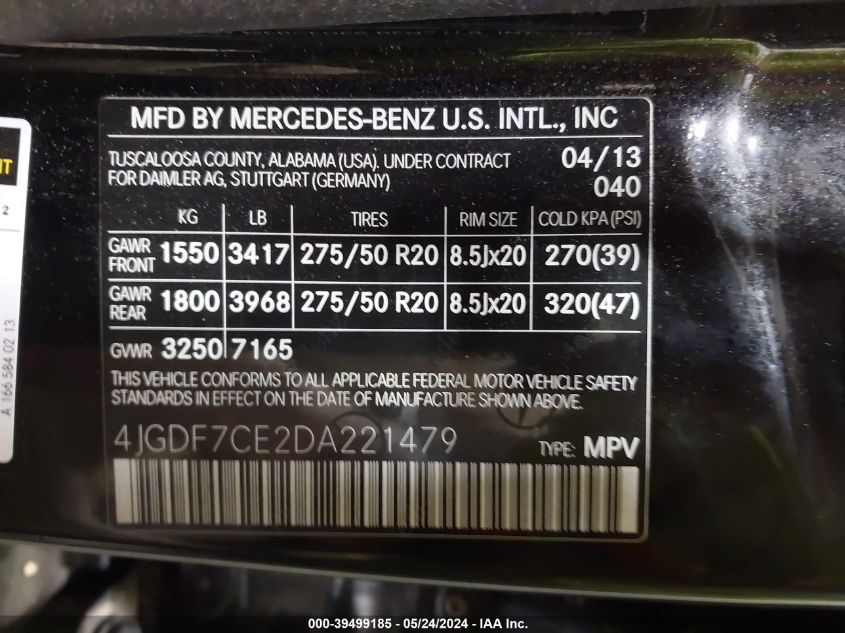 MFD BY MERCEDES-BENZ U.S. INTL., INC
TUSCALOOSA COUNTY, ALABAMA (USA). UNDER CONTRACT 04/13
FOR DAIMLER AG, STUTTGART (GERMANY) 040
KG LB TIRES RIM SIZE COLD KPA (PSI)
GAWR FRONT 1550 3417 275/50 R20 8.5Jx20 270(39)
GAWR REAR 1800 3968 275/50 R20 8.5Jx20 320(47)
GVWR 3250 7165
THIS VEHICLE CONFORMS TO ALL APPLICABLE FEDERAL MOTOR VEHICLE SAFETY
STANDARDS IN EFFECT ON THE DATE OF MANUFACTURE SHOWN ABOVE.
4JGDF7CE2DA221479 TYPE: MPV
A 166 584 02 13
2
000-39499185 - 05/24/2024 - IAA Inc.